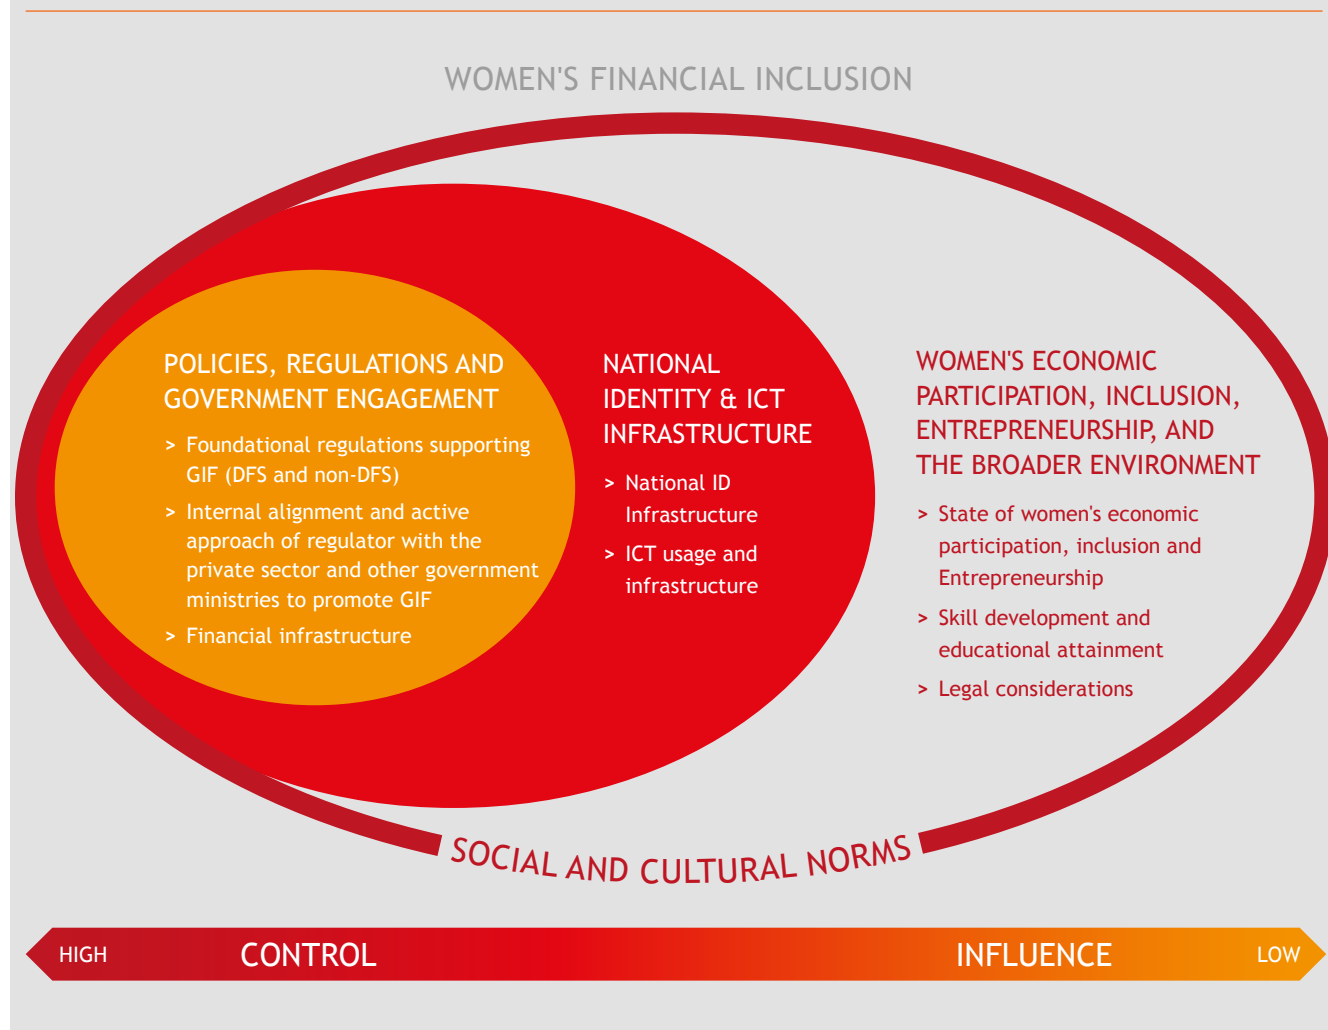 WOMEN'S FINANCIAL INCLUSION
POLICIES, REGULATIONS AND
GOVERNMENT ENGAGEMENT
> Foundational regulations supporting
GIF (DFS and non-DFS)
> Internal alignment and active
approach of regulator with the
private sector and other government
ministries to promote GIF
> Financial infrastructure
NATIONAL
IDENTITY & ICT
INFRASTRUCTURE
> National ID
Infrastructure
> ICT usage and
infrastructure
WOMEN'S ECONOMIC
PARTICIPATION, INCLUSION,
ENTREPRENEURSHIP, AND
THE BROADER ENVIRONMENT
> State of women's economic
participation, inclusion and
Entrepreneurship
> Skill development and
educational attainment
> Legal considerations
SOCIAL AND CULTURAL NORMS
HIGH CONTROL INFLUENCE LOW